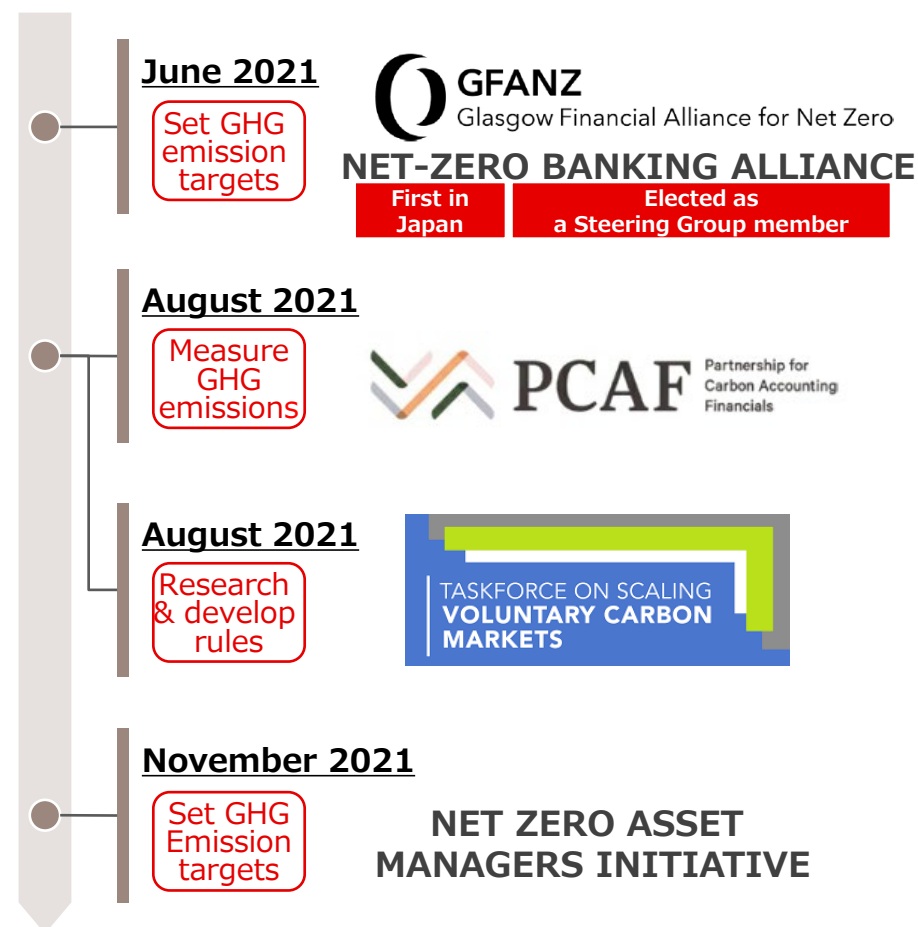 June 2021
Set GHG
emission
targets
GFANZ
Glasgow Financial Alliance for Net Zero
NET-ZERO BANKING ALLIANCE
First in
Japan
Elected as
a Steering Group member
August 2021
Measure
GHG
emissions
PCAF
Partnership for
Carbon Accounting
Financials
August 2021
Research
& develop
rules
TASKFORCE ON SCALING
VOLUNTARY CARBON
MARKETS
November 2021
Set GHG
Emission
targets
NET ZERO ASSET
MANAGERS INITIATIVE